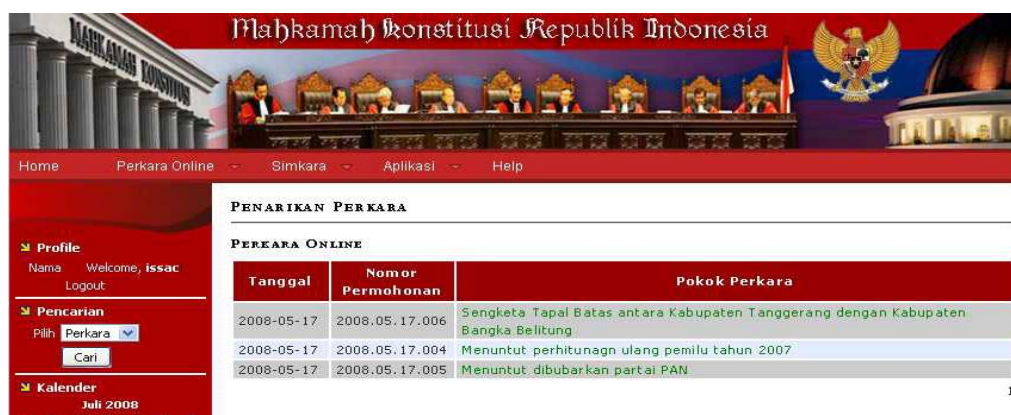 MAHKAMAH KONSTITUSI
Mahkamah Konstitusi Republik Indonesia
Home Perkara Online Simkara Aplikasi Help
PENARIKAN PERKARA
PERKARA ONLINE
Profile
Nama Welcome, issac
Logout
Pencarian
Pilih Perkara
Cari
Kalender
Juli 2008
Tanggal Nomor Permohonan Pokok Perkara
2008-05-17 2008.05.17.006 Sengketa Tapal Batas antara Kabupaten Tanggerang dengan Kabupaten
Bangka Belitung
2008-05-17 2008.05.17.004 Menuntut perhitunagn ulang pemilu tahun 2007
2008-05-17 2008.05.17.005 Menuntut dibubarkan partai PAN
1